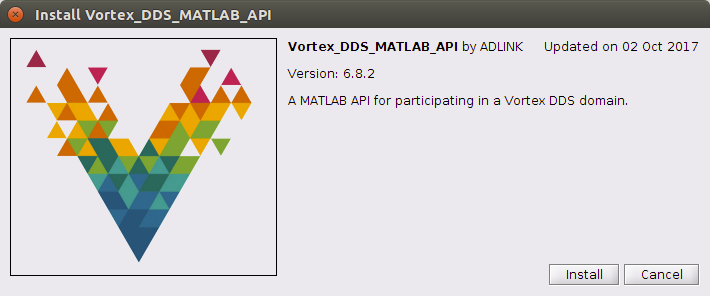 Install Vortex_DDS_MATLAB_API
Vortex_DDS_MATLAB_API by ADLINK Updated on 02 Oct 2017
Version: 6.8.2
A MATLAB API for participating in a Vortex DDS domain.
Install Cancel